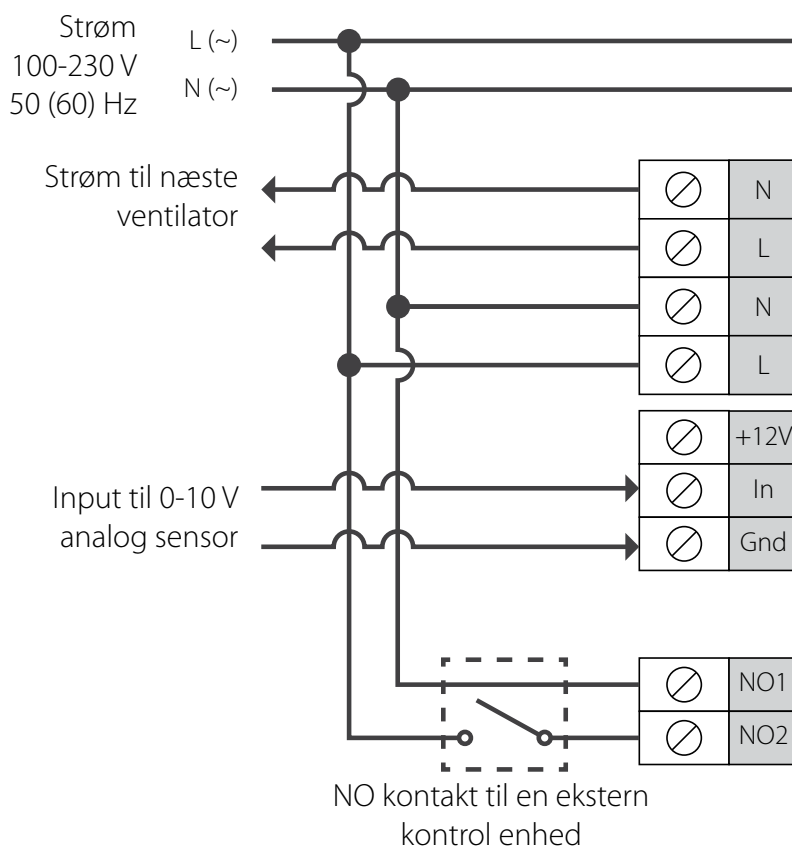 Strøm
100-230 V
50 (60) Hz
L (~)
N (~)
Strøm til næste
ventilator
N
L
N
L
+12V
In
Gnd
Input til 0-10 V
analog sensor
NO1
NO2
NO kontakt til en ekstern
kontrol enhed